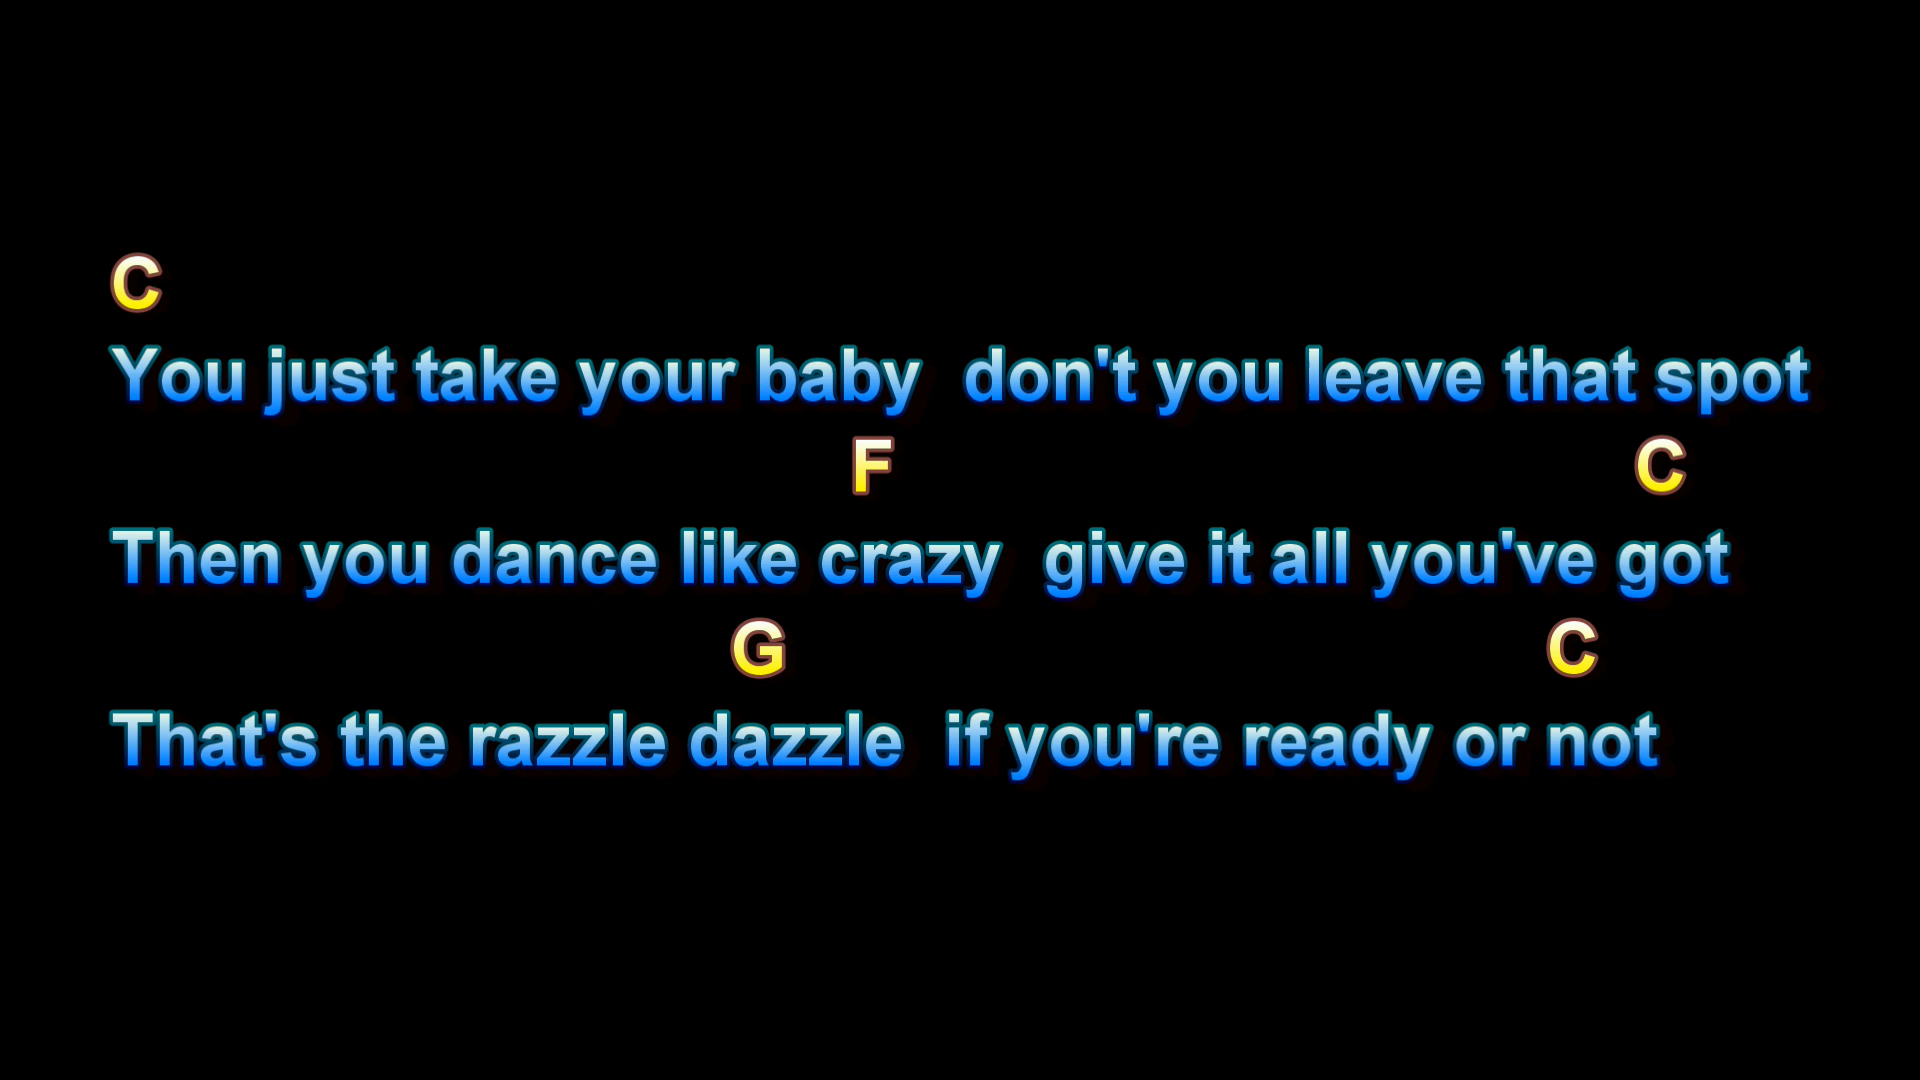 C
You just take your baby  don't you leave that spot
F C
Then you dance like crazy  give it all you've got
G C
That's the razzle dazzle  if you're ready or not